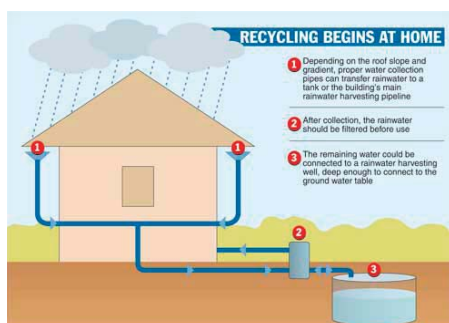 RECYCLING BEGINS AT HOME
1 Depending on the roof slope and
gradient, proper water collection
pipes can transfer rainwater to a
tank or the building's main
rainwater harvesting pipeline
2 After collection, the rainwater
should be filtered before use
3 The remaining water could be
connected to a rainwater harvesting
well, deep enough to connect to the
ground water table
1
1
2
3